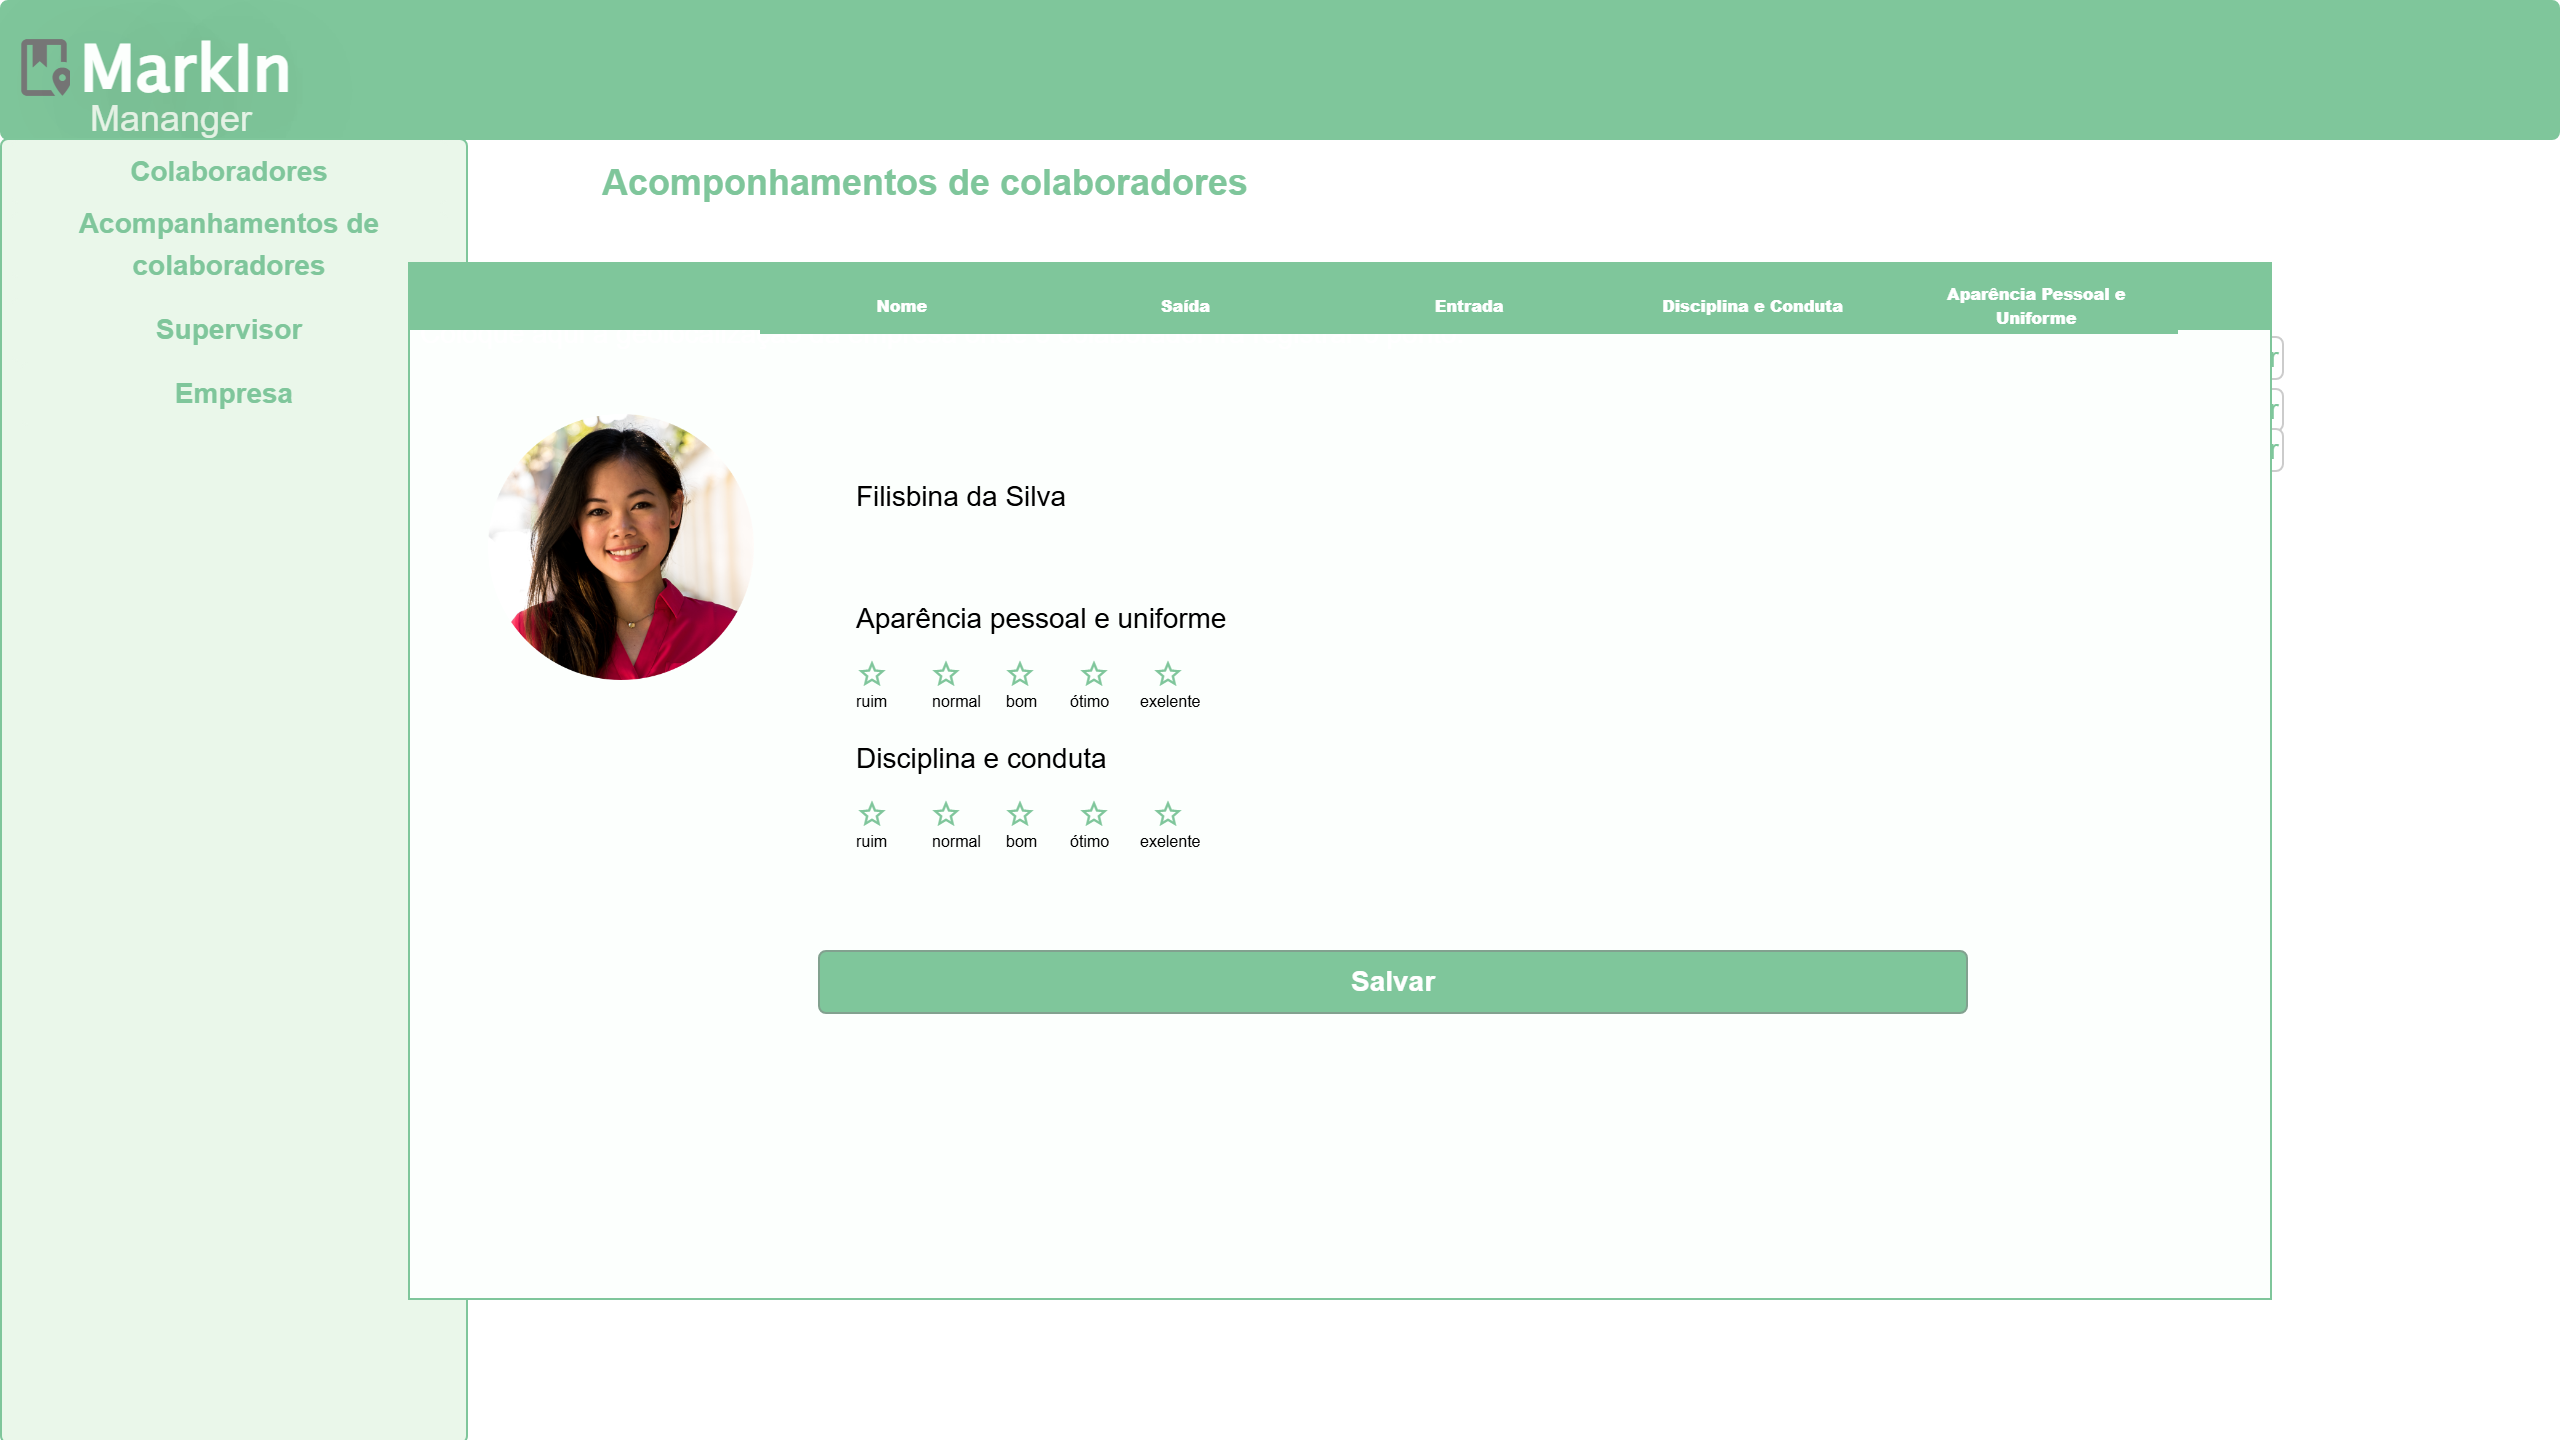 MarkIn
Mananger
Colaboradores
Acompanhamentos de
colaboradores
Supervisor
Empresa
Acomponhamentos de colaboradores
Nome
Saída
Entrada
Disciplina e Conduta
Aparência Pessoal e
Uniforme
r
r
r
Filisbina da Silva
Aparência pessoal e uniforme
ruim normal bom ótimo exelente
Disciplina e conduta
ruim normal bom ótimo exelente
Salvar